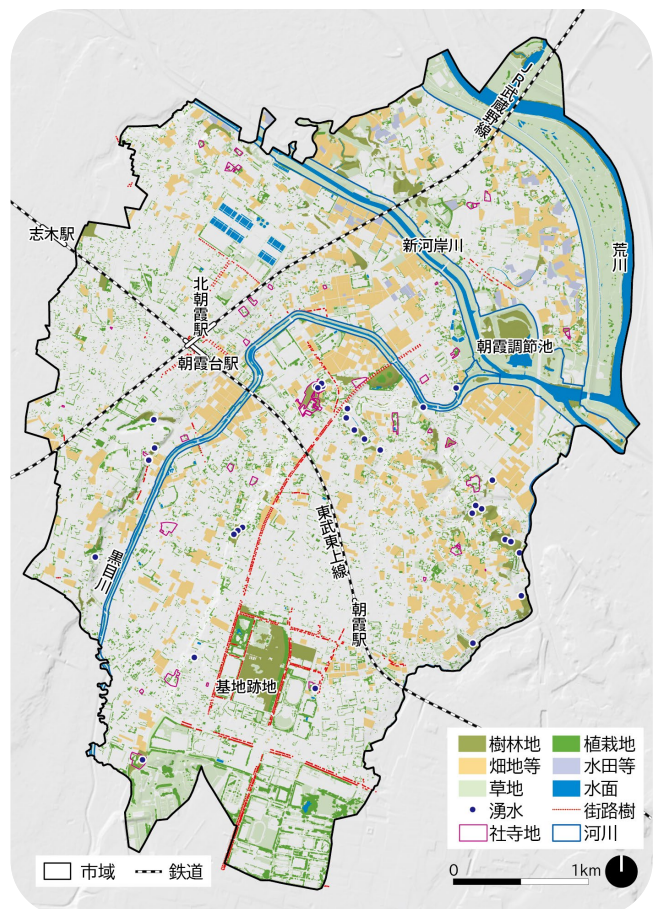 JR武蔵野線
志木駅
新河岸川
荒川
北朝霞駅
朝霞台駅
朝霞調節池
東武東上線
黒目川
朝霞駅
基地跡地
樹林地
植栽地
畑地等
水田等
草地
水面
湧水
街路樹
社寺地
河川
市域
鉄道
0
1km